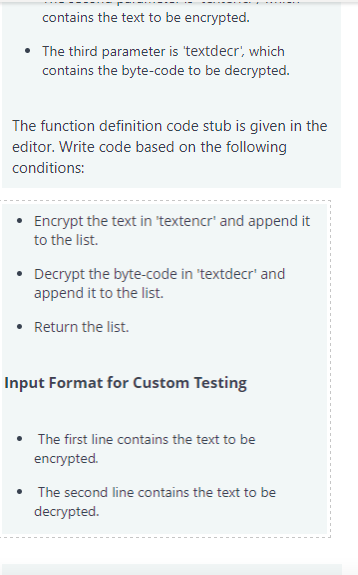 contains the text to be encrypted.
• The third parameter is 'textdecr', which
contains the byte-code to be decrypted.
The function definition code stub is given in the
editor. Write code based on the following
conditions:
• Encrypt the text in 'textencr' and append it
to the list.
• Decrypt the byte-code in 'textdecr' and
append it to the list.
• Return the list.
Input Format for Custom Testing
• The first line contains the text to be
encrypted.
• The second line contains the text to be
decrypted.